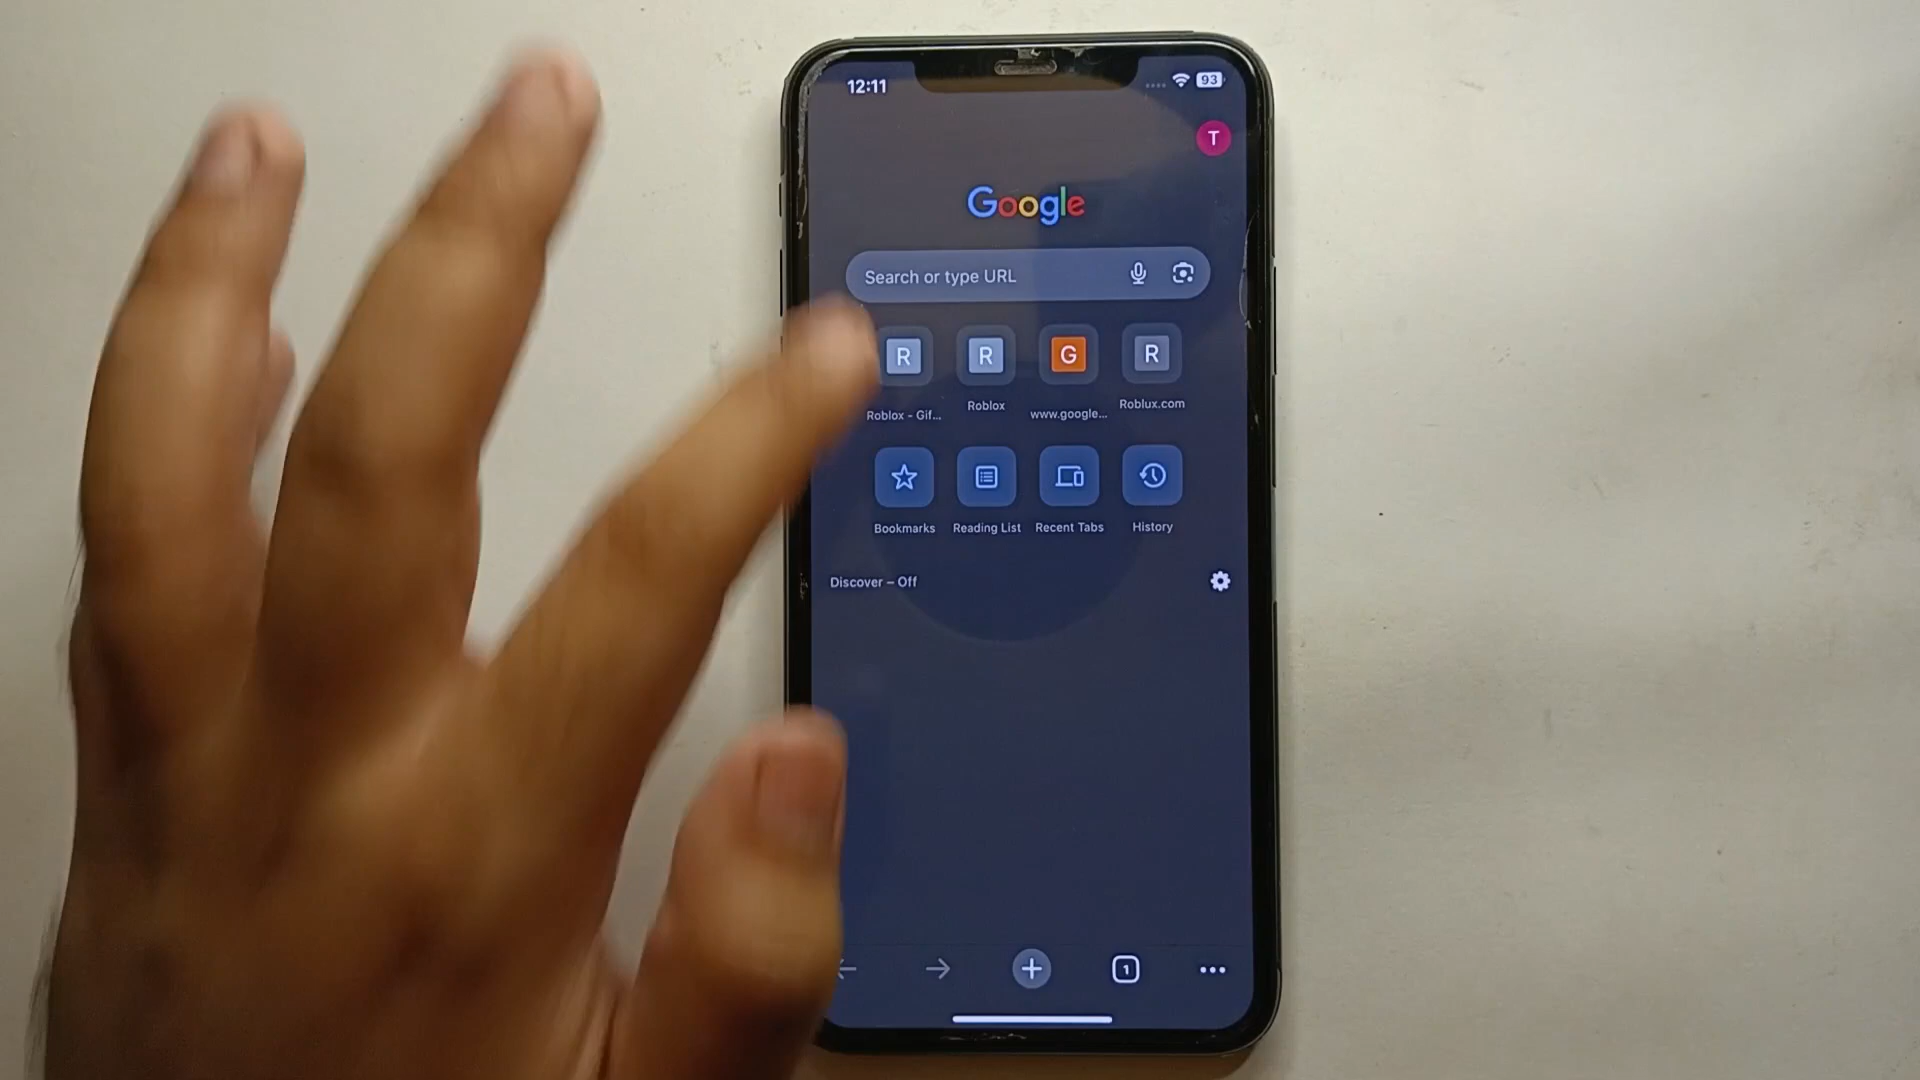 12:11
93
T
Google
Search or type URL
R
R
G
R
Roblox - Gif...
Roblox
www.google...
Roblux.com
Bookmarks
Reading List
Recent Tabs
History
Discover – Off
1